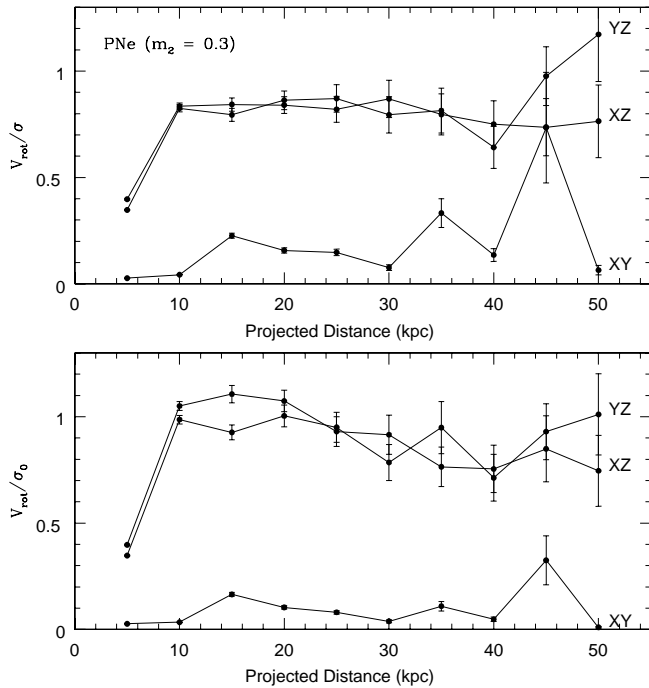 PNe (m₂ = 0.3)
YZ
1
XZ
V_rot/σ
0.5
XY
0
0 10 20 30 40 50
Projected Distance (kpc)
YZ
1
XZ
V_rot/σ₀
0.5
XY
0
0 10 20 30 40 50
Projected Distance (kpc)